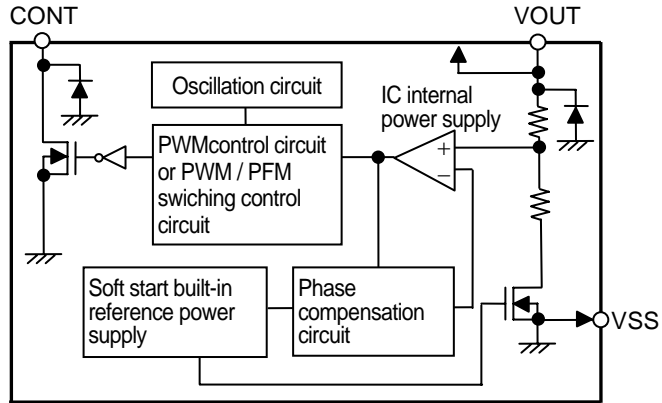 CONT
VOUT
Oscillation circuit
IC internal
power supply
PWMcontrol circuit
or PWM / PFM
swiching control
circuit
+
-
Soft start built-in
reference power
supply
Phase
compensation
circuit
VSS